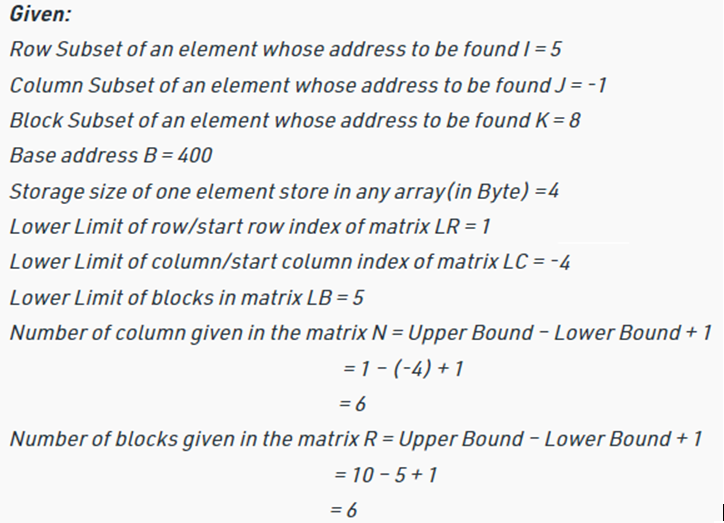 Given:
Row Subset of an element whose address to be found I = 5
Column Subset of an element whose address to be found J = -1
Block Subset of an element whose address to be found K = 8
Base address B = 400
Storage size of one element store in any array(in Byte) =4
Lower Limit of row/start row index of matrix LR = 1
Lower Limit of column/start column index of matrix LC = -4
Lower Limit of blocks in matrix LB = 5
Number of column given in the matrix N = Upper Bound – Lower Bound + 1
= 1 – (-4) + 1
= 6
Number of blocks given in the matrix R = Upper Bound – Lower Bound + 1
= 10 – 5 + 1
= 6